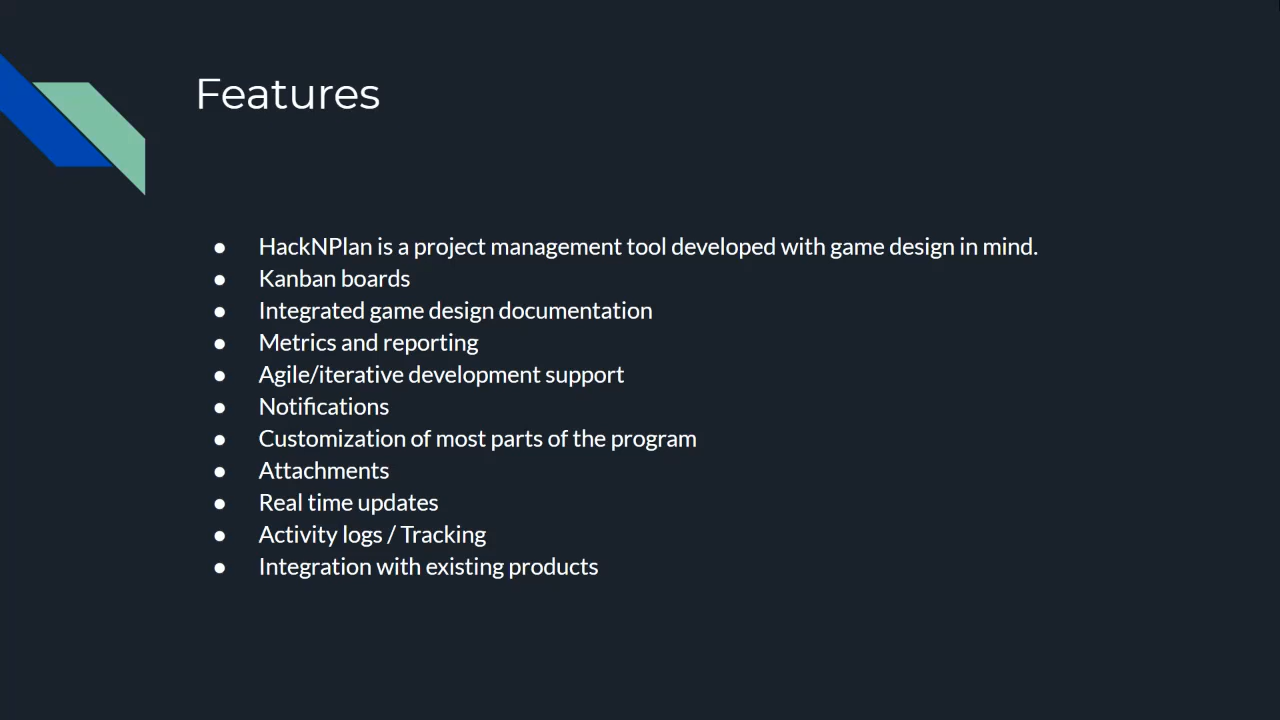 Features
● HackNPlan is a project management tool developed with game design in mind.
● Kanban boards
● Integrated game design documentation
● Metrics and reporting
● Agile/iterative development support
● Notifications
● Customization of most parts of the program
● Attachments
● Real time updates
● Activity logs / Tracking
● Integration with existing products